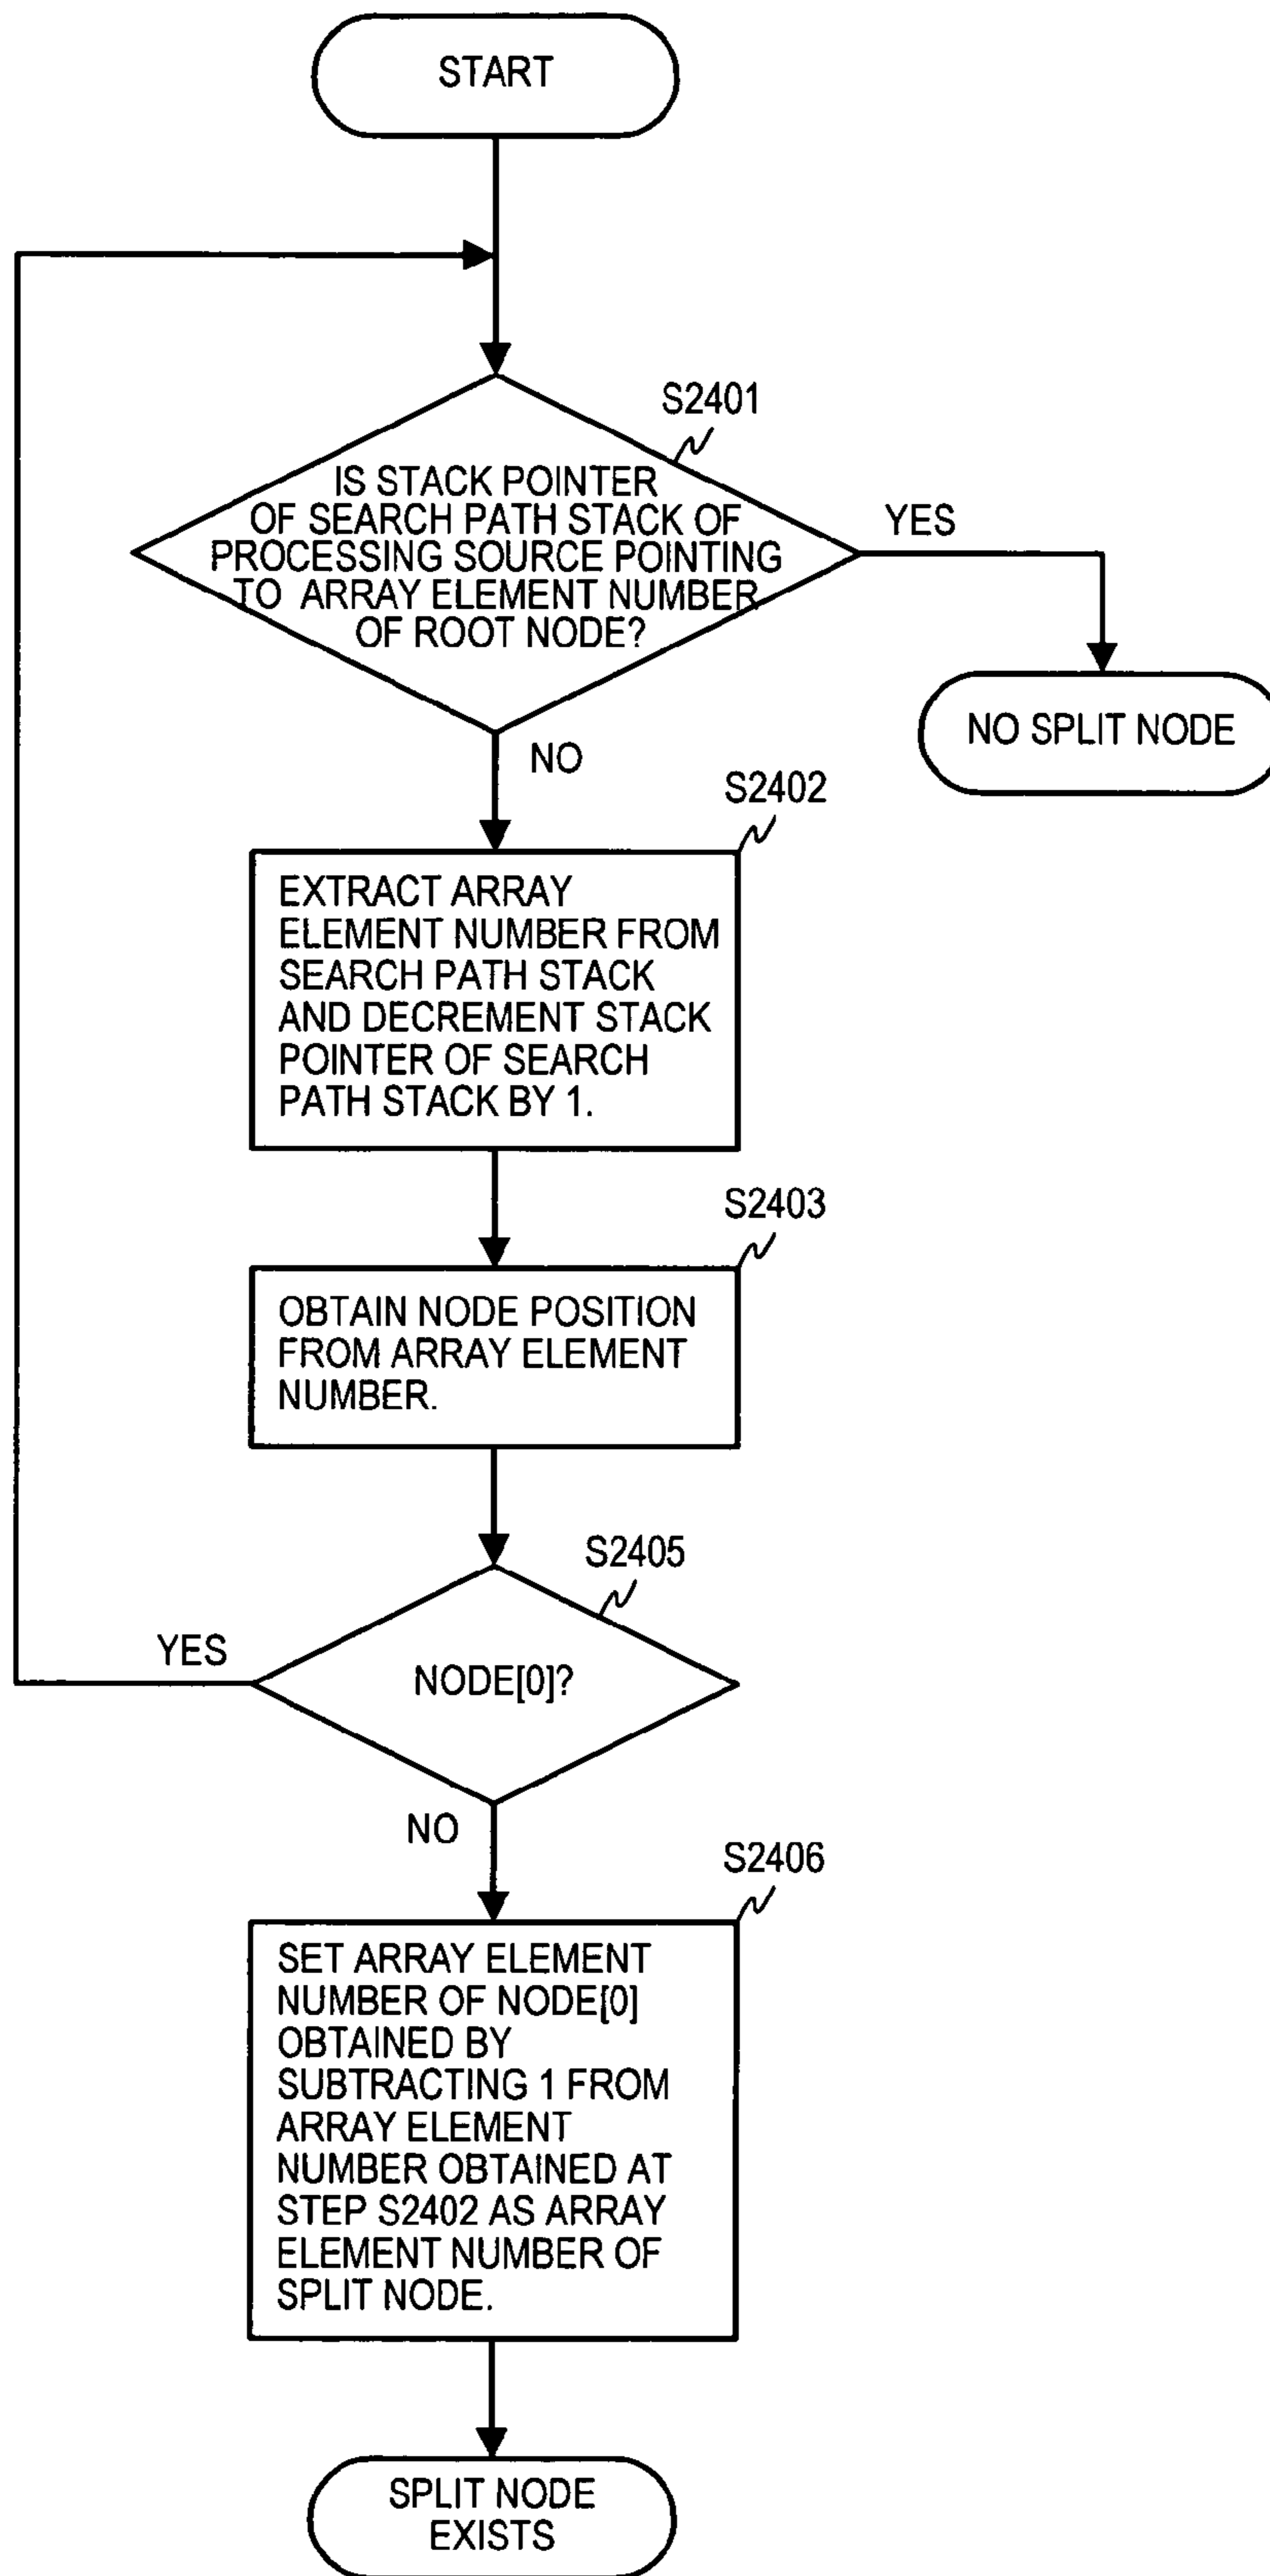 START
S2401
IS STACK POINTER
OF SEARCH PATH STACK OF
PROCESSING SOURCE POINTING
TO ARRAY ELEMENT NUMBER
OF ROOT NODE?
YES
NO SPLIT NODE
NO
S2402
EXTRACT ARRAY
ELEMENT NUMBER FROM
SEARCH PATH STACK
AND DECREMENT STACK
POINTER OF SEARCH
PATH STACK BY 1.
S2403
OBTAIN NODE POSITION
FROM ARRAY ELEMENT
NUMBER.
S2405
YES
NODE[0]?
NO
S2406
SET ARRAY ELEMENT
NUMBER OF NODE[0]
OBTAINED BY
SUBTRACTING 1 FROM
ARRAY ELEMENT
NUMBER OBTAINED AT
STEP S2402 AS ARRAY
ELEMENT NUMBER OF
SPLIT NODE.
SPLIT NODE
EXISTS